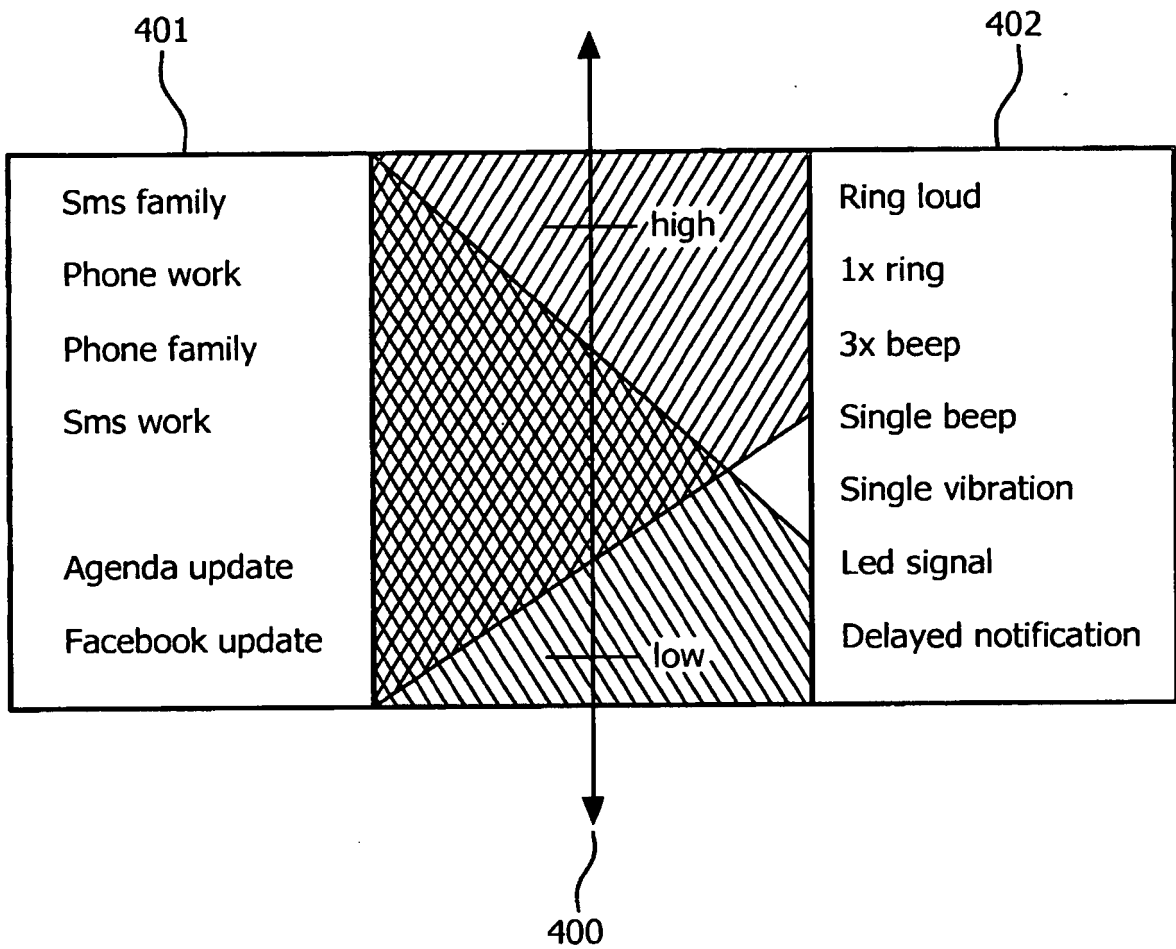 401
402
Sms family
Phone work
Phone family
Sms work
Agenda update
Facebook update
high
low
Ring loud
1x ring
3x beep
Single beep
Single vibration
Led signal
Delayed notification
400